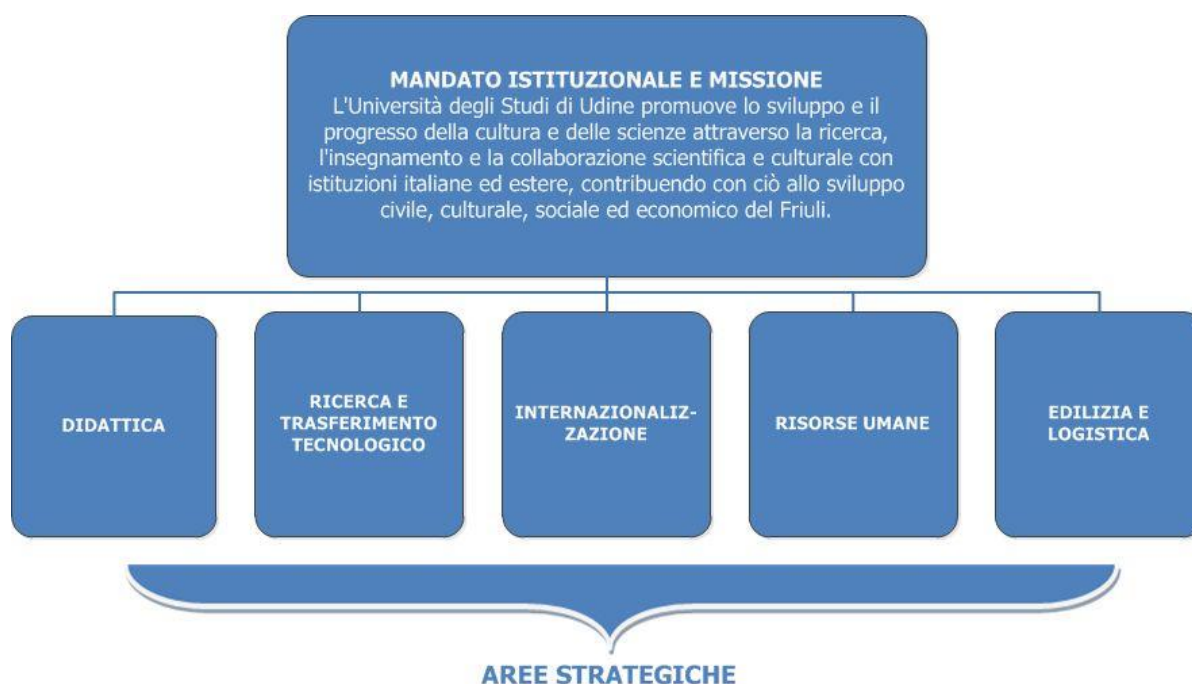 MANDATO ISTITUZIONALE E MISSIONE
L'Università degli Studi di Udine promuove lo sviluppo e il
progresso della cultura e delle scienze attraverso la ricerca,
l'insegnamento e la collaborazione scientifica e culturale con
istituzioni italiane ed estere, contribuendo con ciò allo sviluppo
civile, culturale, sociale ed economico del Friuli.
DIDATTICA
RICERCA E
TRASFERIMENTO
TECNOLOGICO
INTERNAZIONALIZ-
ZAZIONE
RISORSE UMANE
EDILIZIA E
LOGISTICA
AREE STRATEGICHE